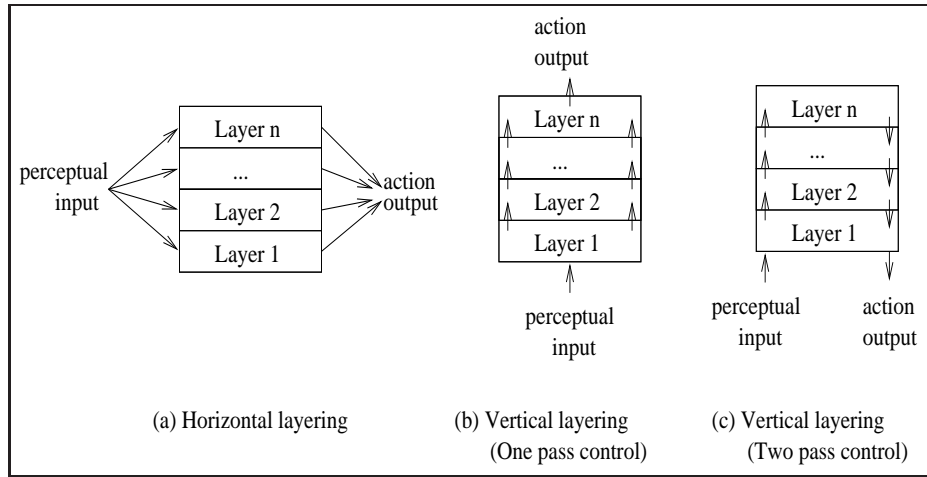 Layer n
...
Layer 2
Layer 1
perceptual
input
action
output
(a) Horizontal layering
action
output
Layer n
...
Layer 2
Layer 1
perceptual
input
(b) Vertical layering
(One pass control)
Layer n
...
Layer 2
Layer 1
perceptual
input
action
output
(c) Vertical layering
(Two pass control)